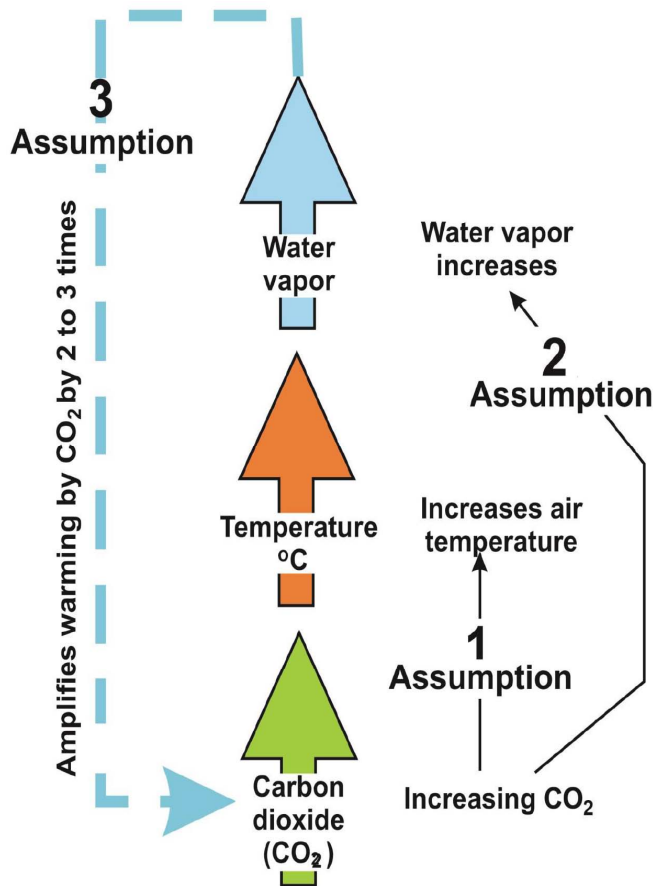 3
Assumption
Amplifies warming by CO₂ by 2 to 3 times
Water
vapor
Water vapor
increases
2
Assumption
Temperature
ºC
Increases air
temperature
1
Assumption
Carbon
dioxide
(CO₂)
Increasing CO₂